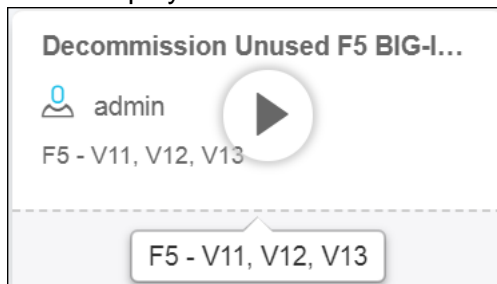 Decommission Unused F5 BIG-I...
admin
F5 - V11, V12, V13
F5 - V11, V12, V13